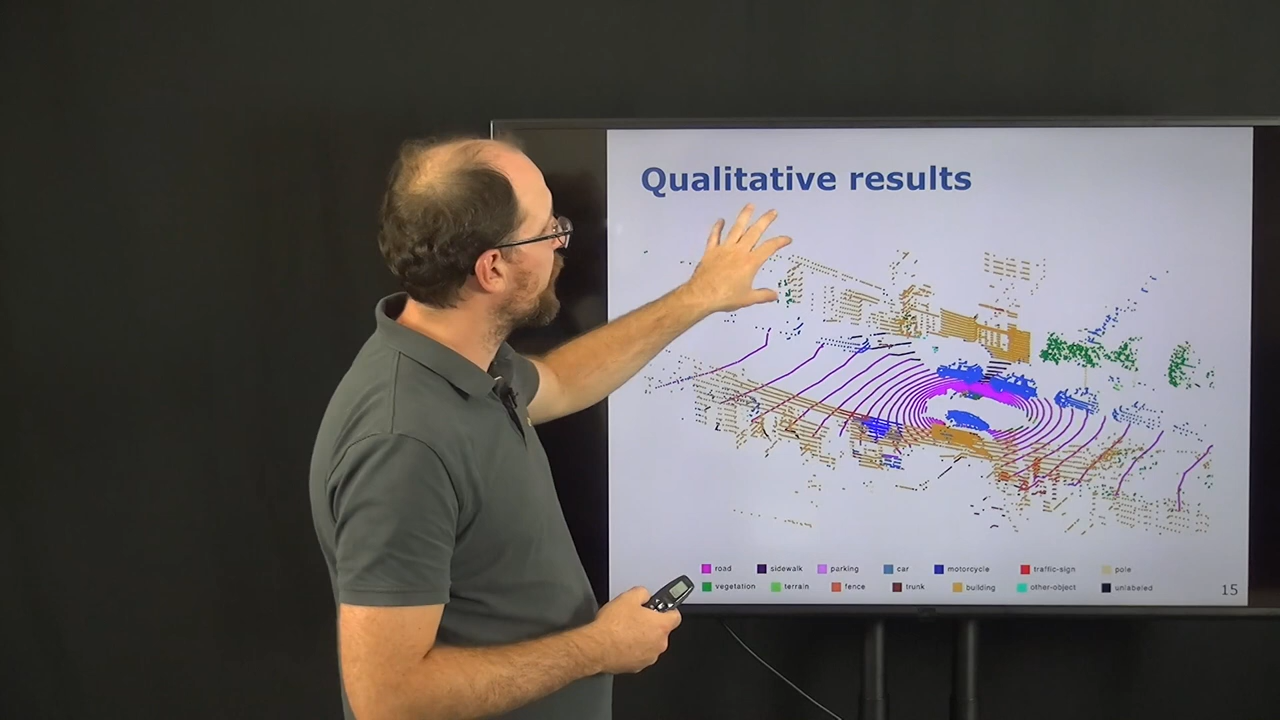 Qualitative results
road sidewalk parking car motorcycle traffic-sign pole
vegetation terrain fence trunk building other-object unlabeled
15